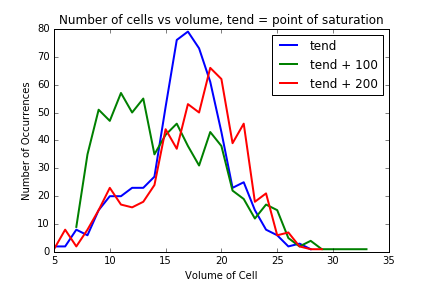 Number of cells vs volume, tend = point of saturation
Number of Occurrences
80
70
60
50
40
30
20
10
0
tend
tend + 100
tend + 200
5
10
15
20
25
30
35
Volume of Cell